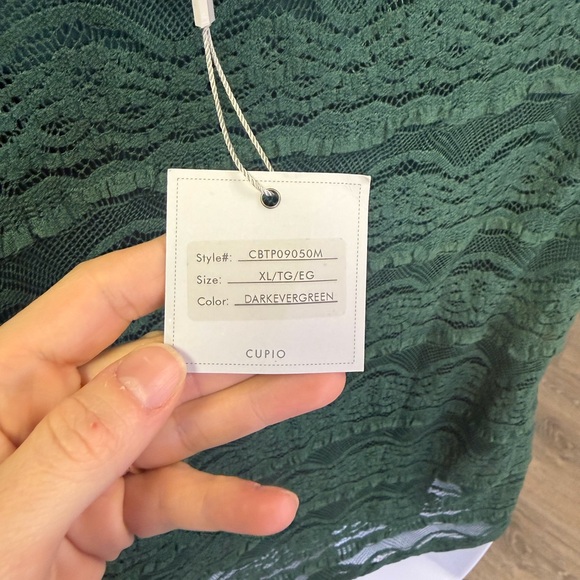 Style#: CBTP09050M
Size: XL/TG/EG
Color: DARKEVERGREEN
CUPIO